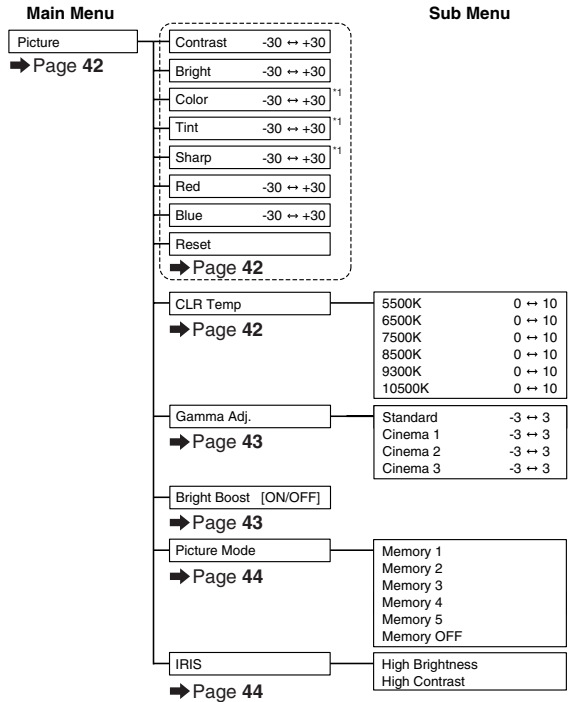 Main Menu
Sub Menu
Picture
➡ Page 42
Contrast -30 ↔ +30
Bright -30 ↔ +30
Color -30 ↔ +30 *1
Tint -30 ↔ +30 *1
Sharp -30 ↔ +30 *1
Red -30 ↔ +30
Blue -30 ↔ +30
Reset
➡ Page 42
CLR Temp
➡ Page 42
5500K 0 ↔ 10
6500K 0 ↔ 10
7500K 0 ↔ 10
8500K 0 ↔ 10
9300K 0 ↔ 10
10500K 0 ↔ 10
Gamma Adj.
➡ Page 43
Standard -3 ↔ 3
Cinema 1 -3 ↔ 3
Cinema 2 -3 ↔ 3
Cinema 3 -3 ↔ 3
Bright Boost [ON/OFF]
➡ Page 43
Picture Mode
➡ Page 44
Memory 1
Memory 2
Memory 3
Memory 4
Memory 5
Memory OFF
IRIS
➡ Page 44
High Brightness
High Contrast